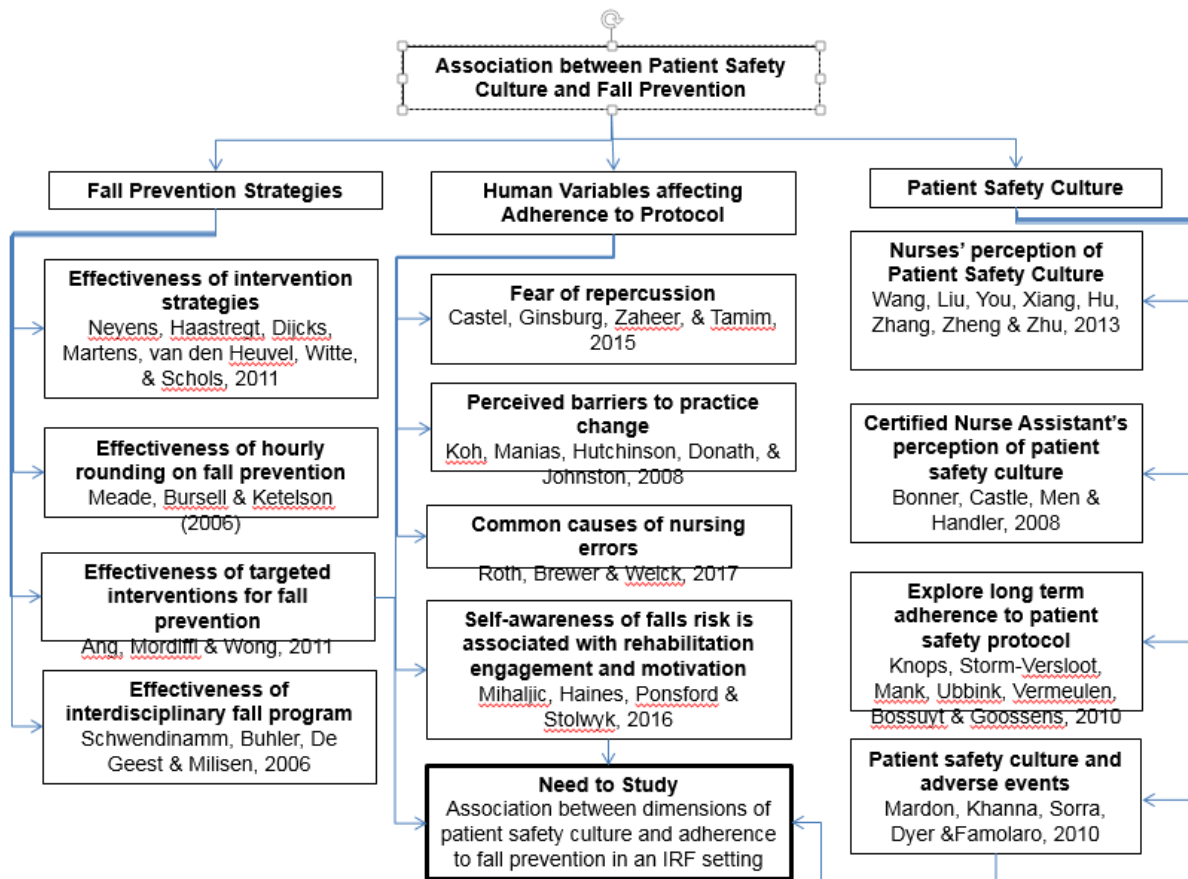 Association between Patient Safety
Culture and Fall Prevention
Fall Prevention Strategies
Effectiveness of intervention
strategies
Neyens, Haastregt, Dijcks,
Martens, van den Heuvel, Witte,
& Schols, 2011
Effectiveness of hourly
rounding on fall prevention
Meade, Bursell & Ketelson
(2006)
Effectiveness of targeted
interventions for fall
prevention
Ang, Mordiffi & Wong, 2011
Effectiveness of
interdisciplinary fall program
Schwendinamm, Buhler, De
Geest & Milisen, 2006
Human Variables affecting
Adherence to Protocol
Fear of repercussion
Castel, Ginsburg, Zaheer, & Tamim,
2015
Perceived barriers to practice
change
Koh, Manias, Hutchinson, Donath, &
Johnston, 2008
Common causes of nursing
errors
Roth, Brewer & Welck, 2017
Self-awareness of falls risk is
associated with rehabilitation
engagement and motivation
Mihaljic, Haines, Ponsford &
Stolwyk, 2016
Need to Study
Association between dimensions of
patient safety culture and adherence
to fall prevention in an IRF setting
Patient Safety Culture
Nurses' perception of
Patient Safety Culture
Wang, Liu, You, Xiang, Hu,
Zhang, Zheng & Zhu, 2013
Certified Nurse Assistant's
perception of patient
safety culture
Bonner, Castle, Men &
Handler, 2008
Explore long term
adherence to patient
safety protocol
Knops, Storm-Versloot,
Mank, Ubbink, Vermeulen,
Bossuyt & Goossens, 2010
Patient safety culture and
adverse events
Mardon, Khanna, Sorra,
Dyer &Famolaro, 2010